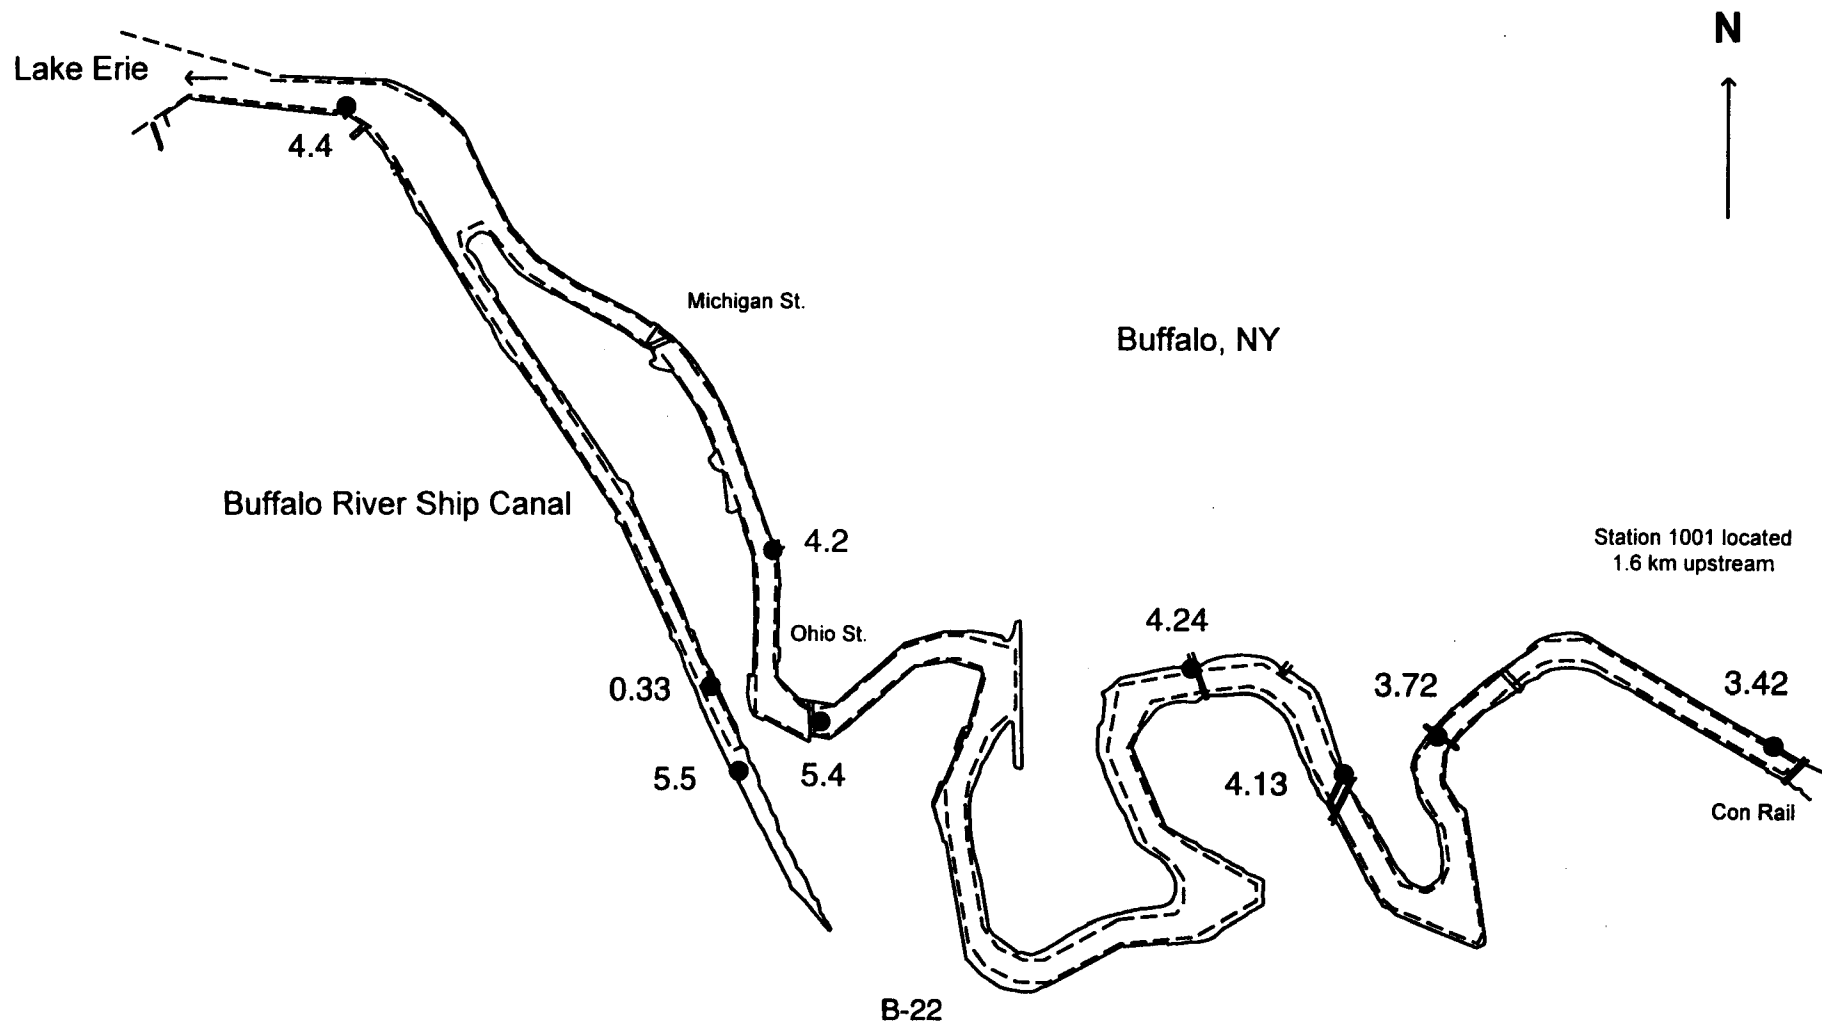 N
Lake Erie
4.4
Michigan St.
Buffalo, NY
Buffalo River Ship Canal
4.2
Station 1001 located
1.6 km upstream
Ohio St.
4.24
0.33
3.72
3.42
5.5
5.4
4.13
Con Rail
B-22